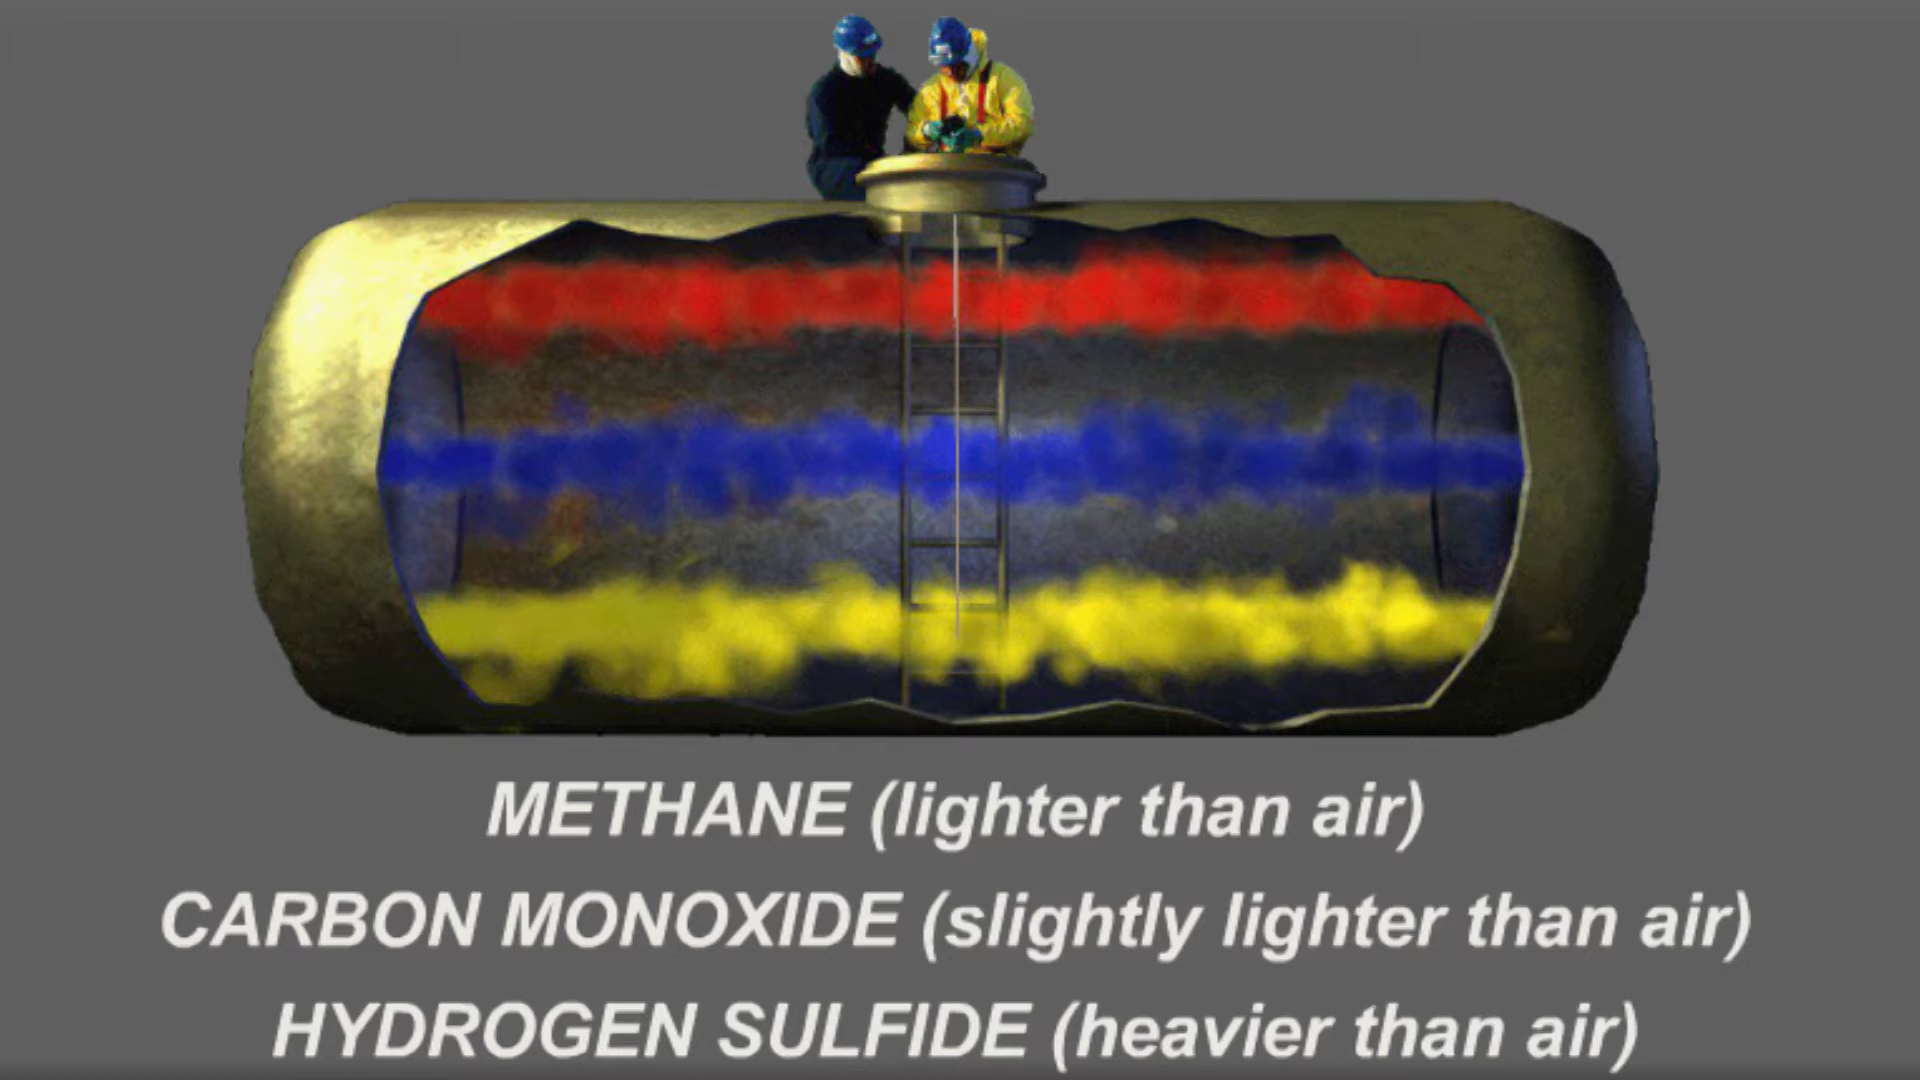 METHANE (lighter than air)
CARBON MONOXIDE (slightly lighter than air)
HYDROGEN SULFIDE (heavier than air)